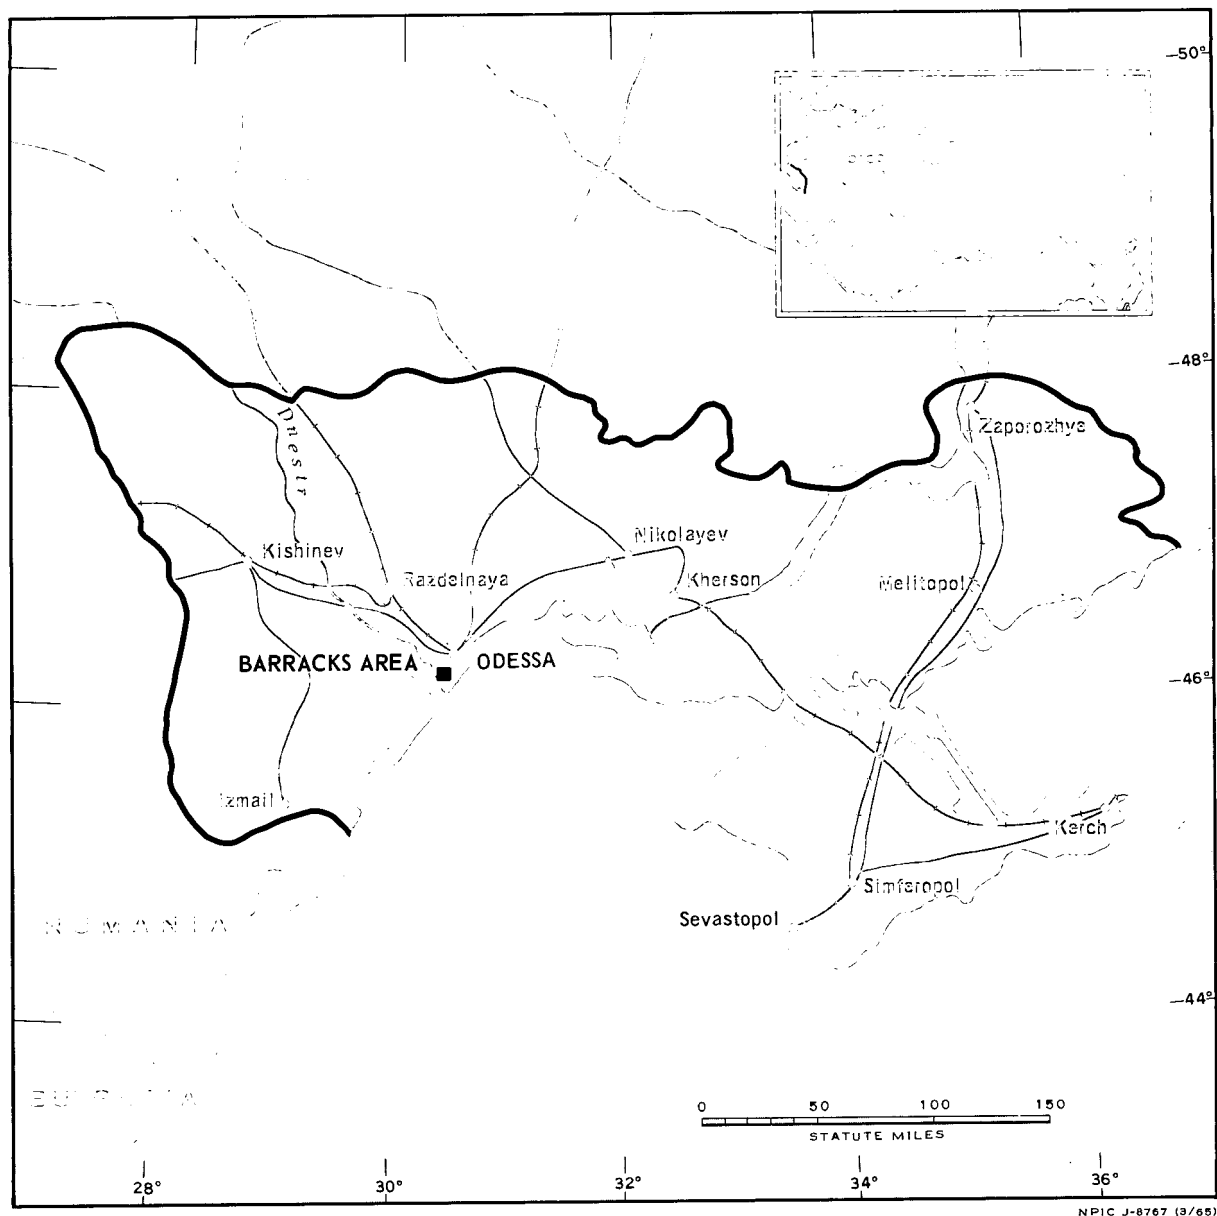 50°
48°
Dnestr
Zaporozhye
Nikolayev
Kishinev
Razdelnaya
Kherson
Melitopol
BARRACKS AREA
ODESSA
46°
Izmail
Kerch
Simferopol
Sevastopol
44°
0 50 100 150
STATUTE MILES
28° 30° 32° 34° 36°
NPIC J-8767 (3/65)